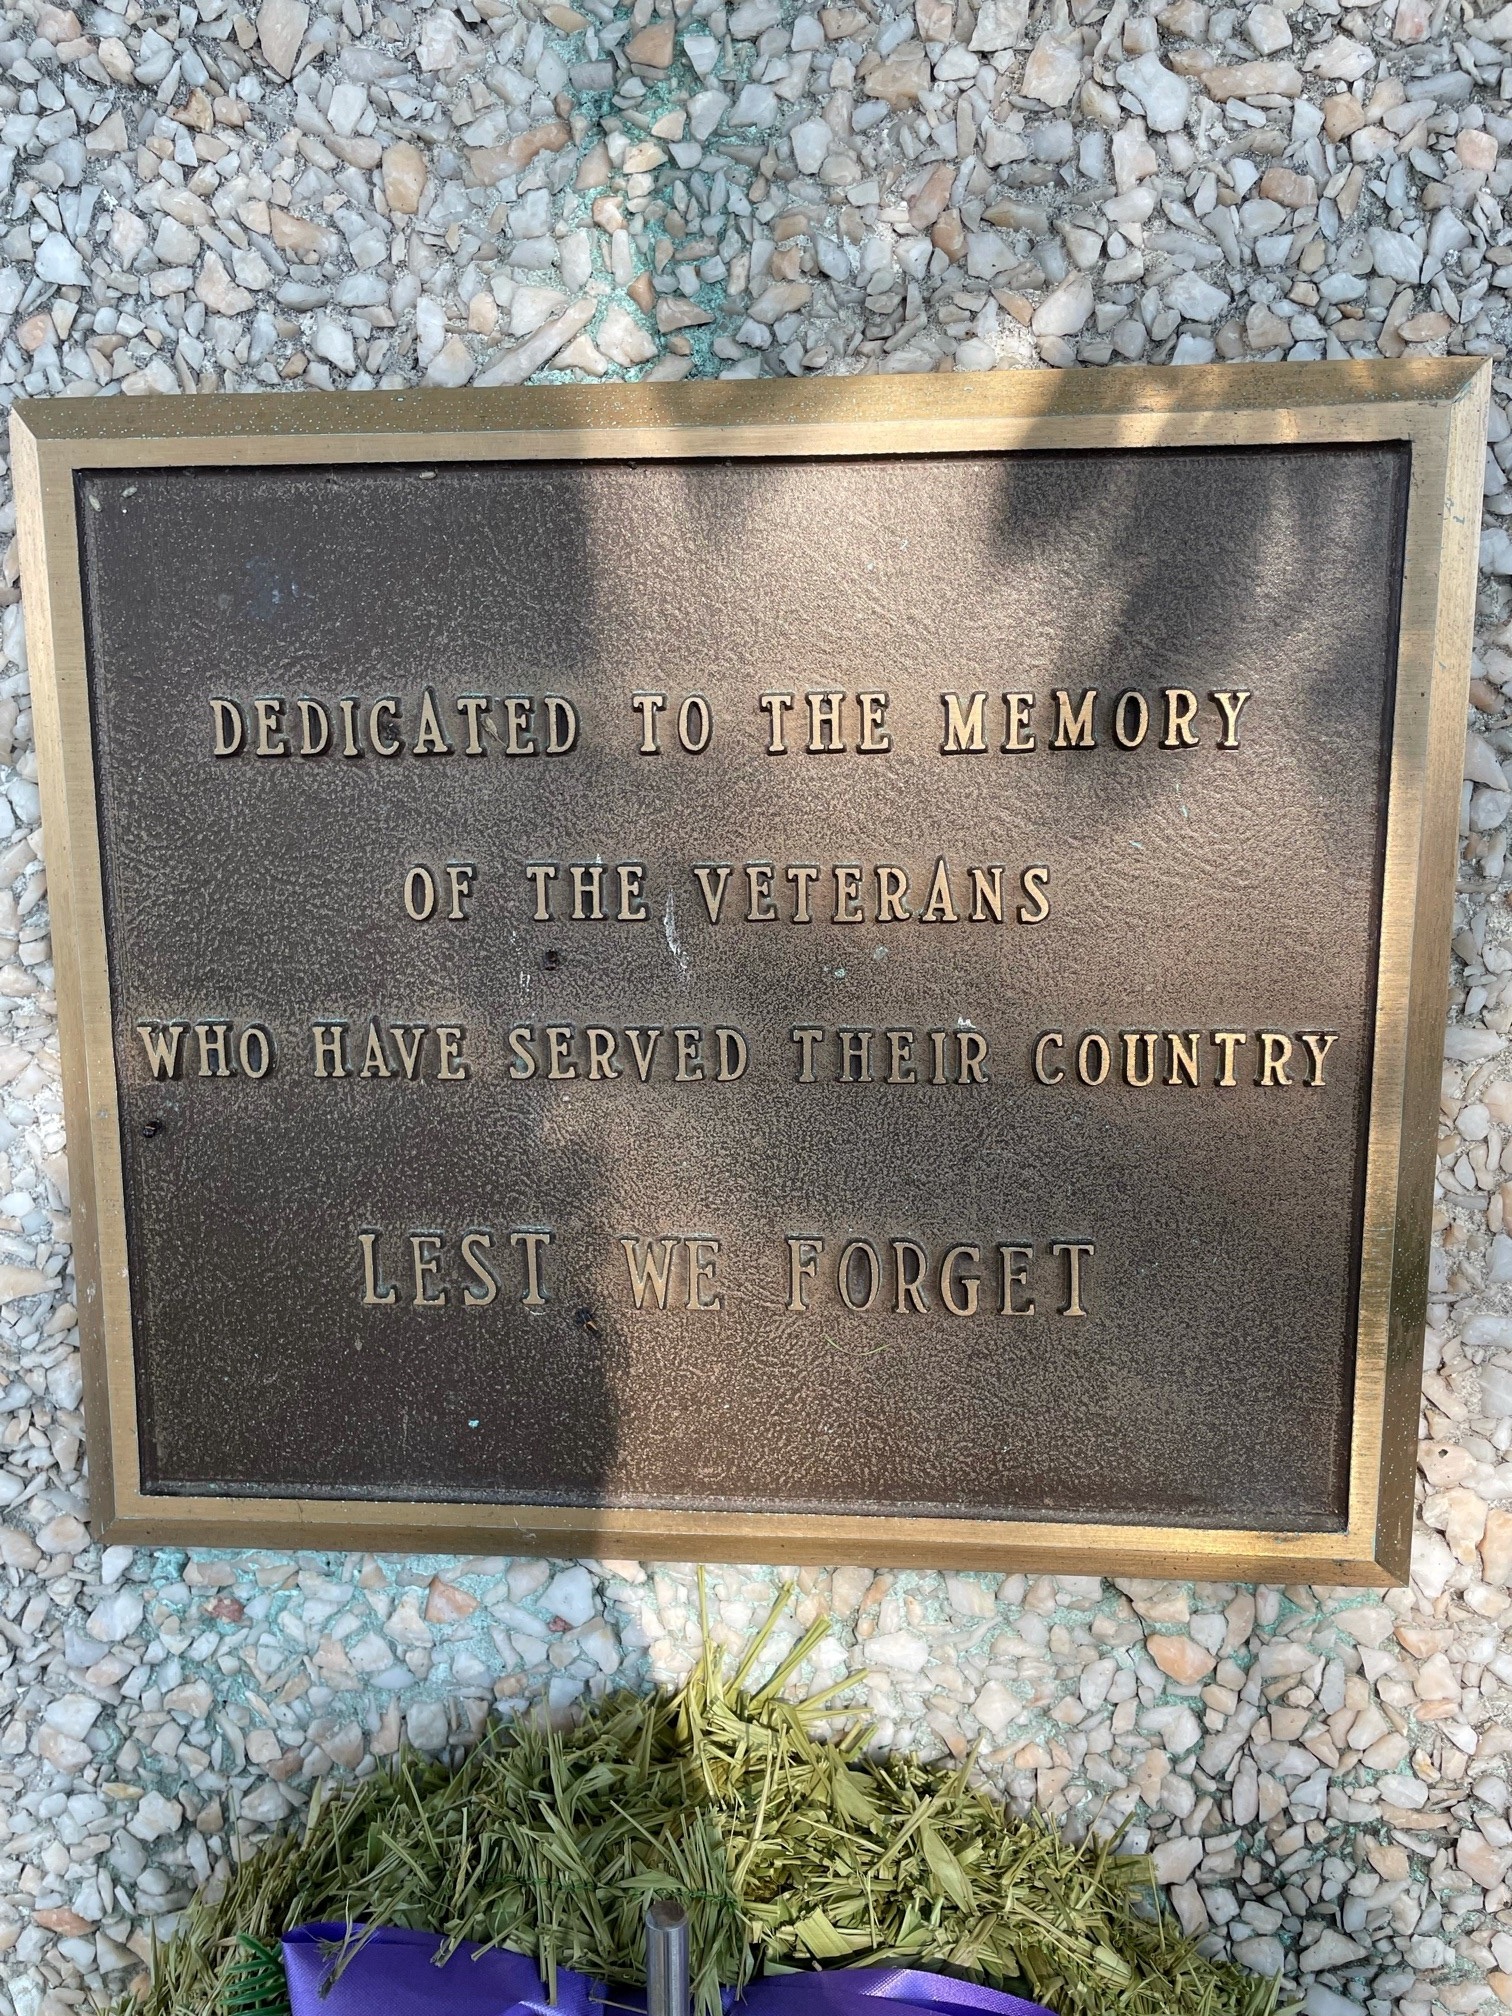 DEDICATED TO THE MEMORY
OF THE VETERANS
WHO HAVE SERVED THEIR COUNTRY
LEST WE FORGET